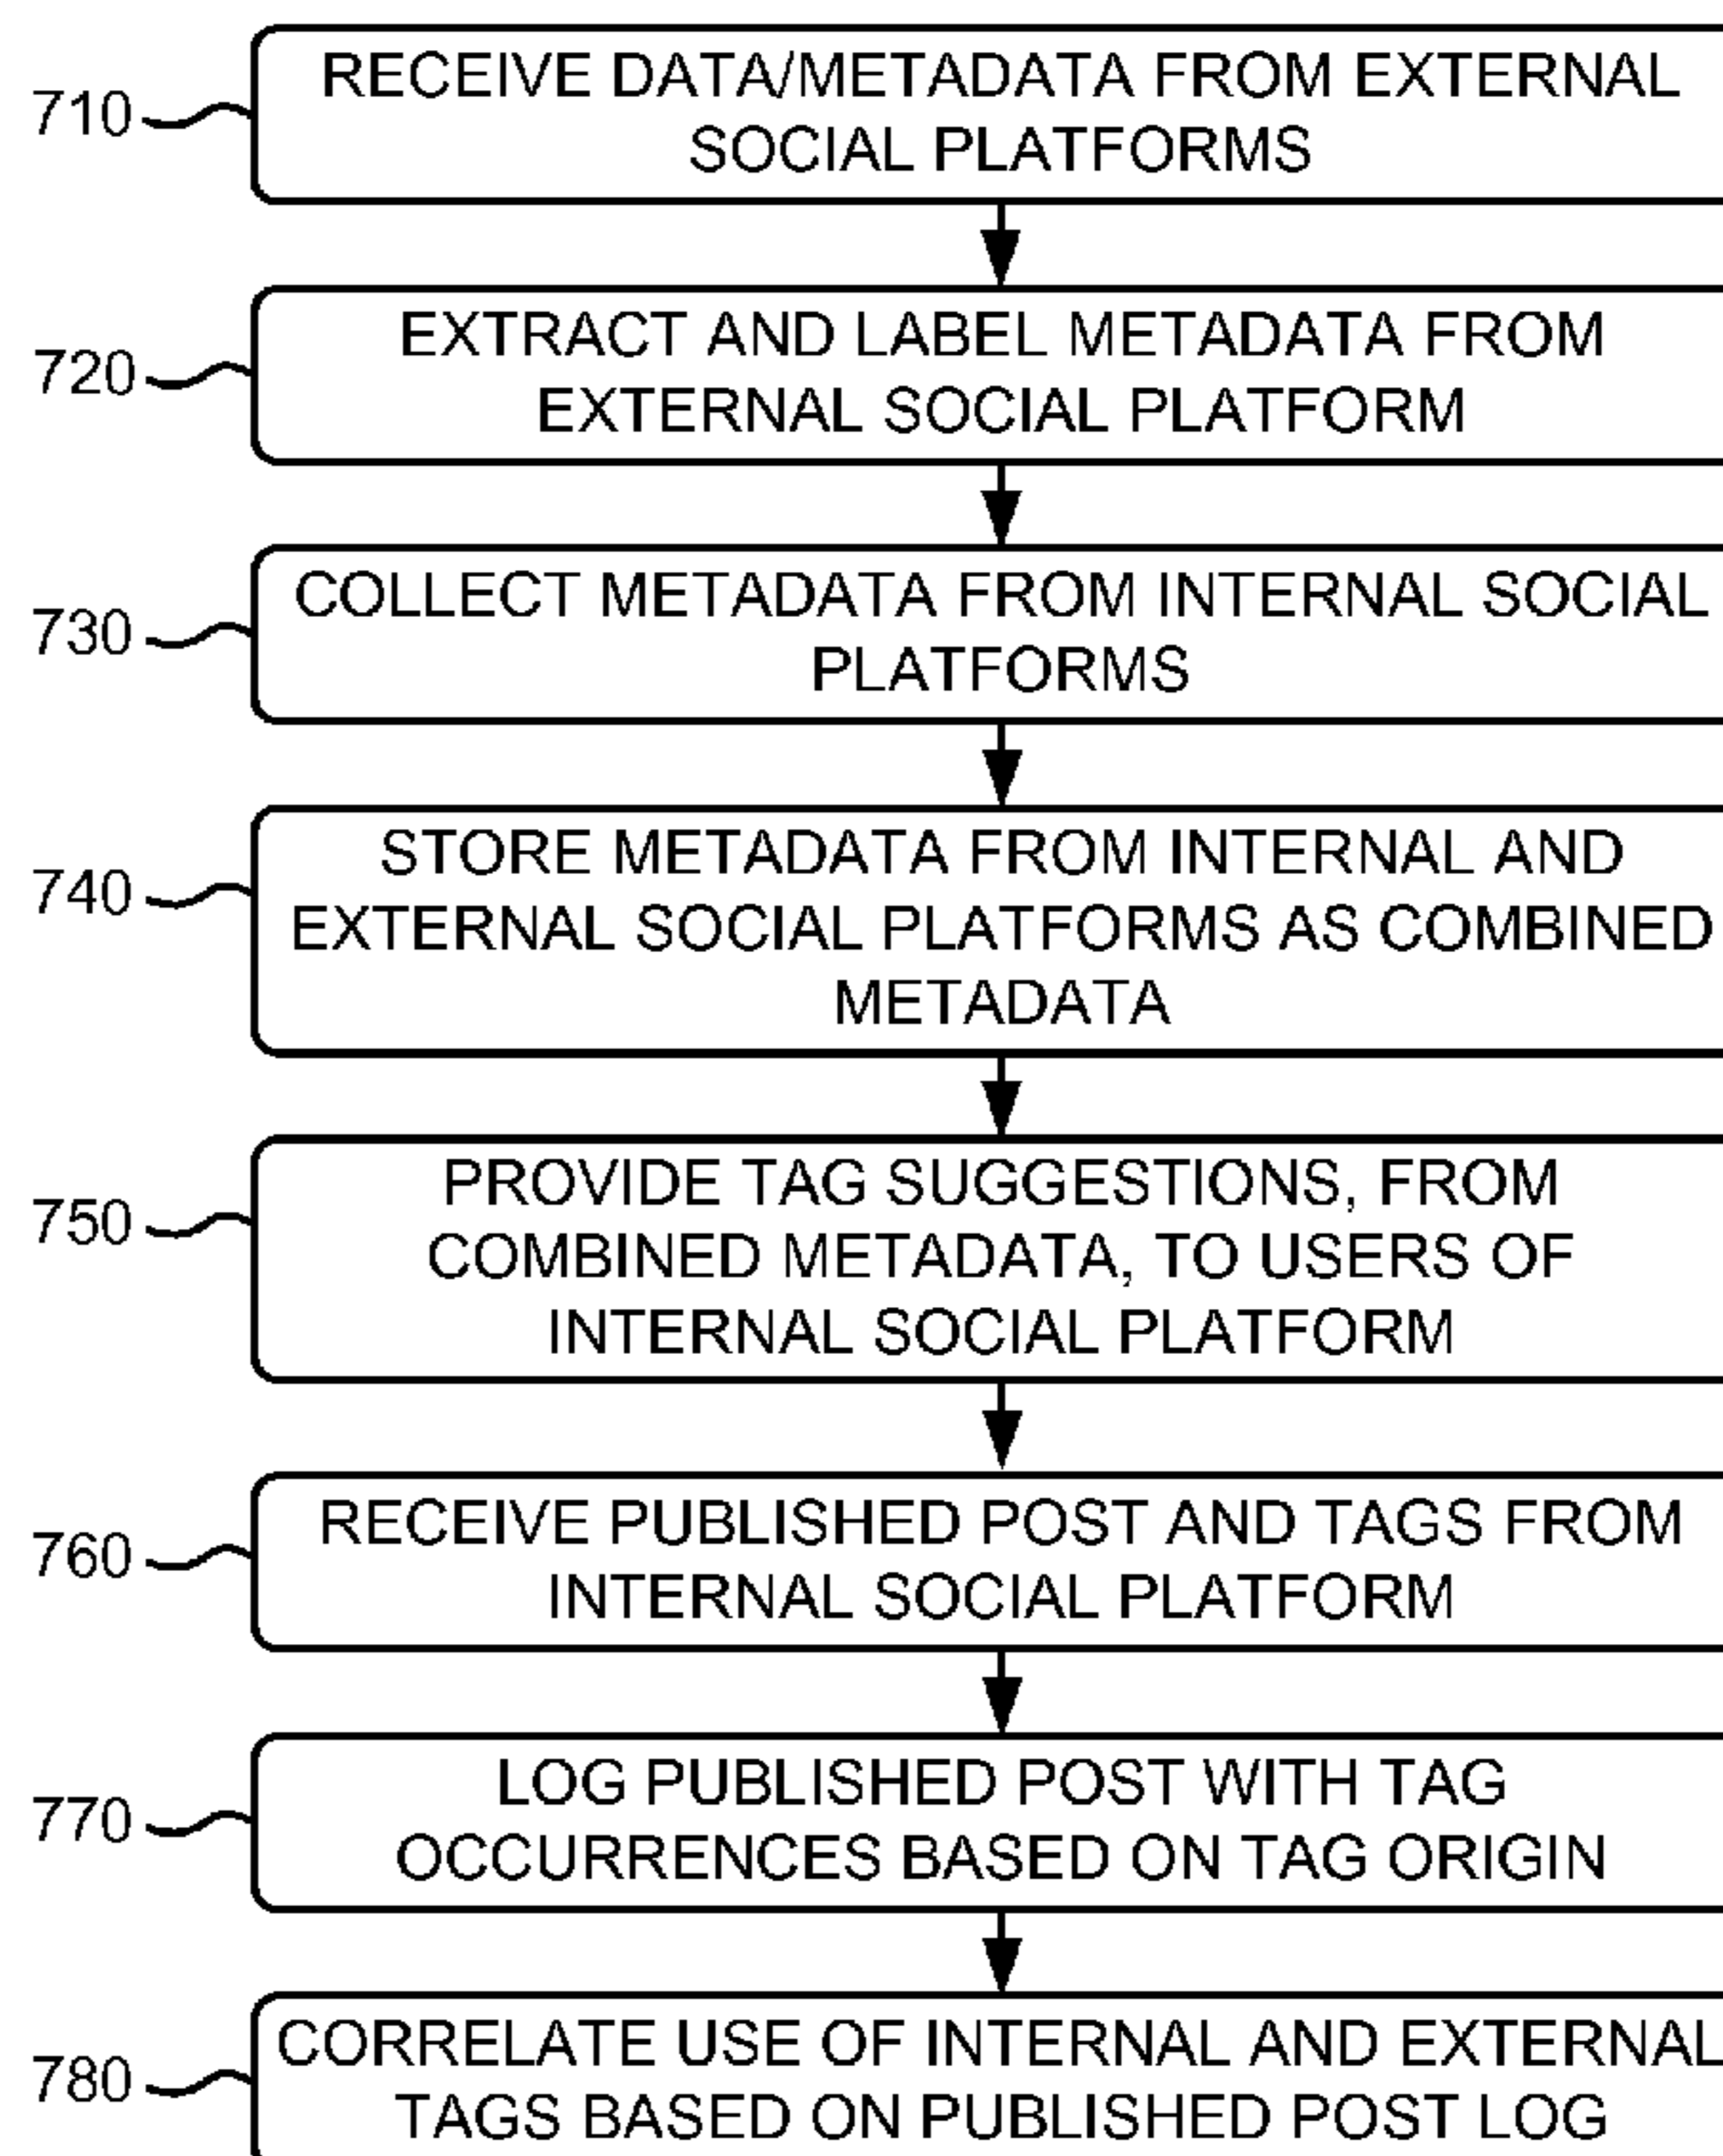 710
RECEIVE DATA/METADATA FROM EXTERNAL
SOCIAL PLATFORMS
720
EXTRACT AND LABEL METADATA FROM
EXTERNAL SOCIAL PLATFORM
730
COLLECT METADATA FROM INTERNAL SOCIAL
PLATFORMS
740
STORE METADATA FROM INTERNAL AND
EXTERNAL SOCIAL PLATFORMS AS COMBINED
METADATA
750
PROVIDE TAG SUGGESTIONS, FROM
COMBINED METADATA, TO USERS OF
INTERNAL SOCIAL PLATFORM
760
RECEIVE PUBLISHED POST AND TAGS FROM
INTERNAL SOCIAL PLATFORM
770
LOG PUBLISHED POST WITH TAG
OCCURRENCES BASED ON TAG ORIGIN
780
CORRELATE USE OF INTERNAL AND EXTERNAL
TAGS BASED ON PUBLISHED POST LOG